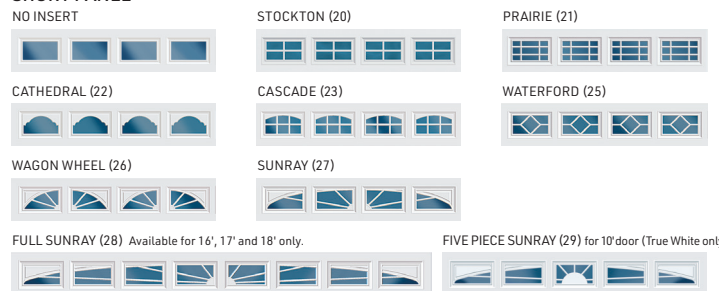 NO INSERT
STOCKTON (20)
PRAIRIE (21)
CATHEDRAL (22)
CASCADE (23)
WATERFORD (25)
WAGON WHEEL (26)
SUNRAY (27)
FULL SUNRAY (28) Available for 16', 17' and 18' only.
FIVE PIECE SUNRAY (29) for 10'door (True White only